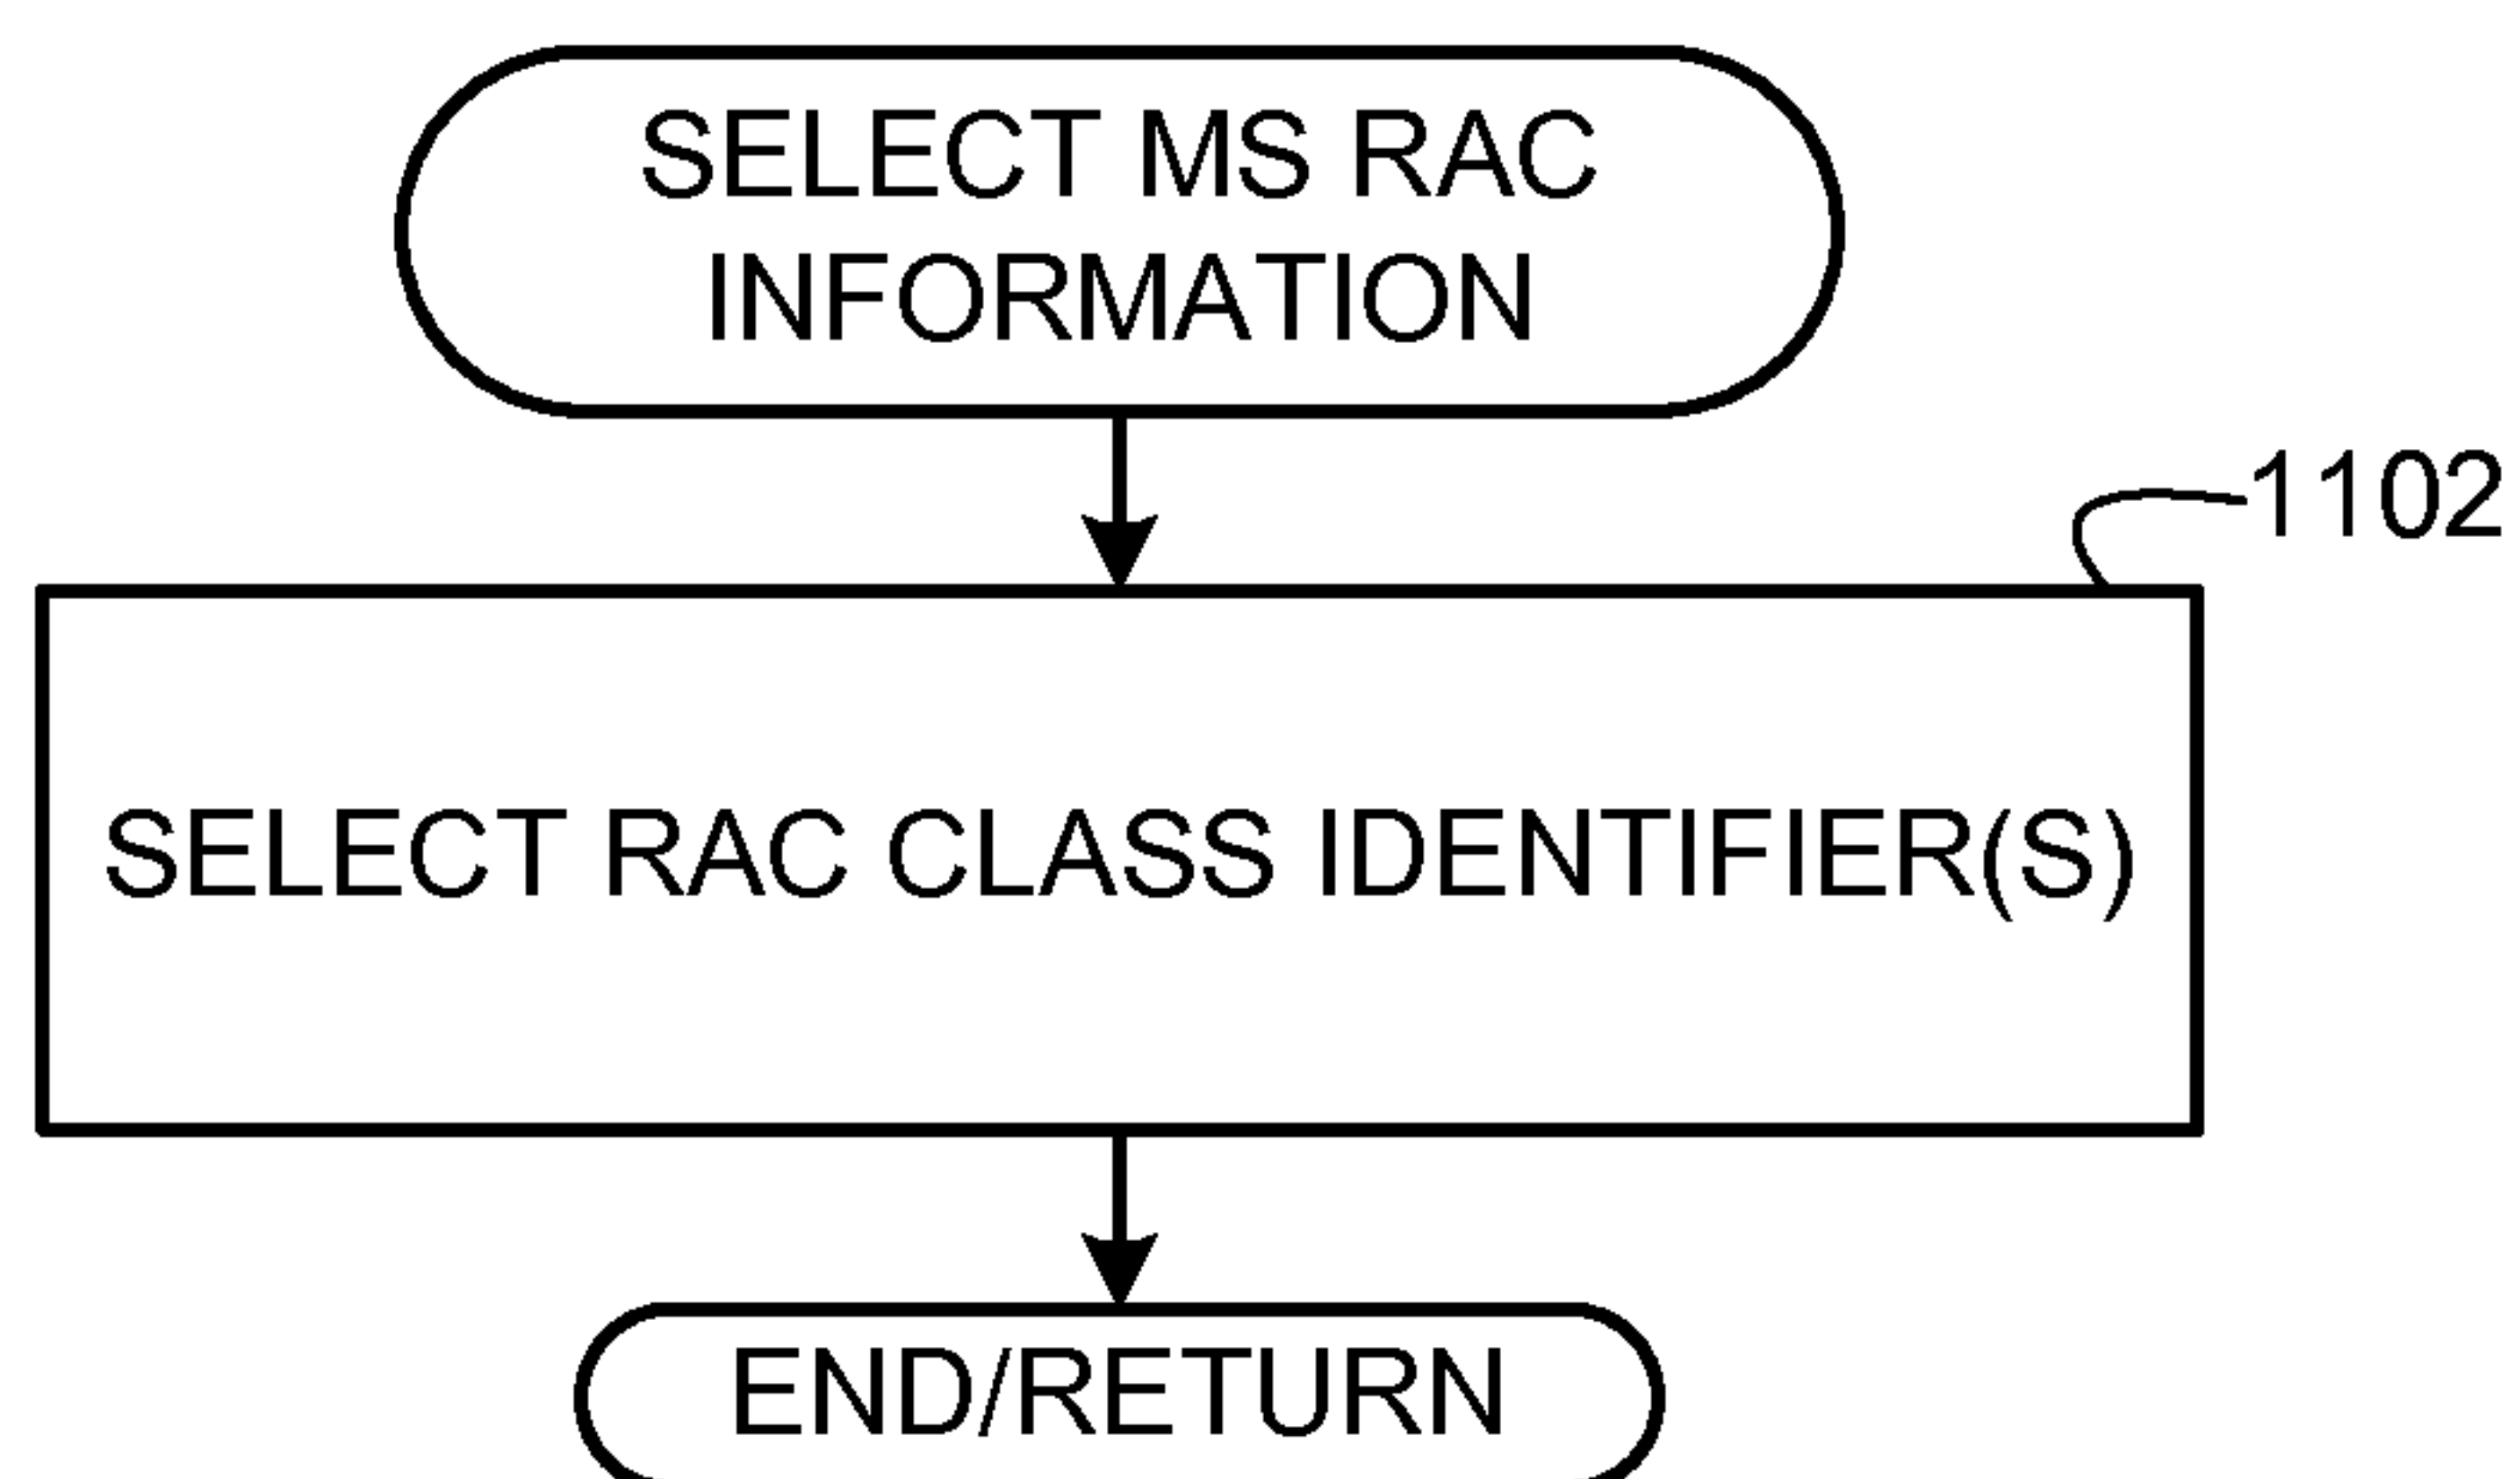 SELECT MS RAC
INFORMATION
1102
SELECT RAC CLASS IDENTIFIER(S)
END/RETURN